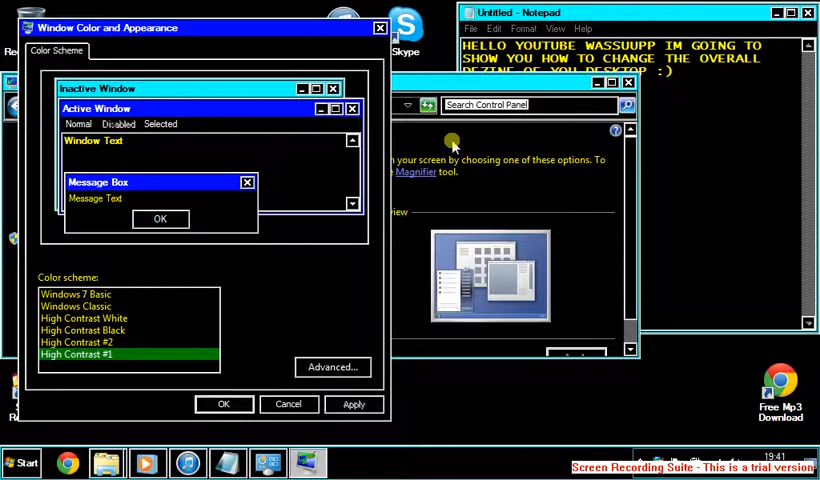 Window Color and Appearance
Color Scheme
Inactive Window
Active Window
Normal Disabled Selected
Window Text
Message Box
Message Text
OK
Color scheme:
Windows 7 Basic
Windows Classic
High Contrast White
High Contrast Black
High Contrast #2
High Contrast #1
Advanced...
OK Cancel Apply
Skype
Untitled - Notepad
File Edit Format View Help
HELLO YOUTUBE WASSUUPP IM GOING TO
SHOW YOU HOW TO CHANGE THE OVERALL
DEZINE OF YOU DESKTOP :)
Search Control Panel
your screen by choosing one of these options. To
Magnifier tool.
Free Mp3
Download
Start
19:41
Screen Recording Suite - This is a trial version